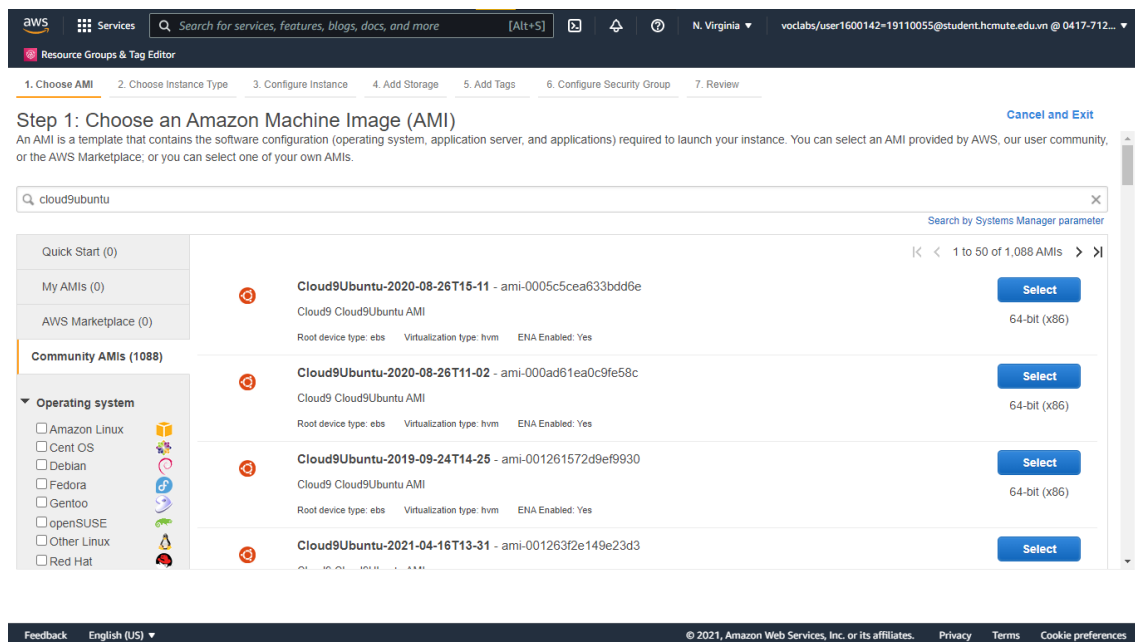 aws Services Search for services, features, blogs, docs, and more [Alt+S] N. Virginia ▼ voclabs/user1600142=19110055@student.hcmute.edu.vn @ 0417-712... ▼
Resource Groups & Tag Editor
1. Choose AMI 2. Choose Instance Type 3. Configure Instance 4. Add Storage 5. Add Tags 6. Configure Security Group 7. Review
Step 1: Choose an Amazon Machine Image (AMI)
Cancel and Exit
An AMI is a template that contains the software configuration (operating system, application server, and applications) required to launch your instance. You can select an AMI provided by AWS, our user community,
or the AWS Marketplace; or you can select one of your own AMIs.
cloud9ubuntu
Search by Systems Manager parameter
Quick Start (0)
My AMIs (0)
AWS Marketplace (0)
Community AMIs (1088)
Operating system
Amazon Linux
Cent OS
Debian
Fedora
Gentoo
openSUSE
Other Linux
Red Hat
1 to 50 of 1,088 AMIs
Cloud9Ubuntu-2020-08-26T15-11 - ami-0005c5cea633bdd6e
Select
Cloud9 Cloud9Ubuntu AMI
64-bit (x86)
Root device type: ebs Virtualization type: hvm ENA Enabled: Yes
Cloud9Ubuntu-2020-08-26T11-02 - ami-000ad61ea0c9fe58c
Select
Cloud9 Cloud9Ubuntu AMI
64-bit (x86)
Root device type: ebs Virtualization type: hvm ENA Enabled: Yes
Cloud9Ubuntu-2019-09-24T14-25 - ami-001261572d9ef9930
Select
Cloud9 Cloud9Ubuntu AMI
64-bit (x86)
Root device type: ebs Virtualization type: hvm ENA Enabled: Yes
Cloud9Ubuntu-2021-04-16T13-31 - ami-001263f2e149e23d3
Select
Feedback English (US) ▼ © 2021, Amazon Web Services, Inc. or its affiliates. Privacy Terms Cookie preferences